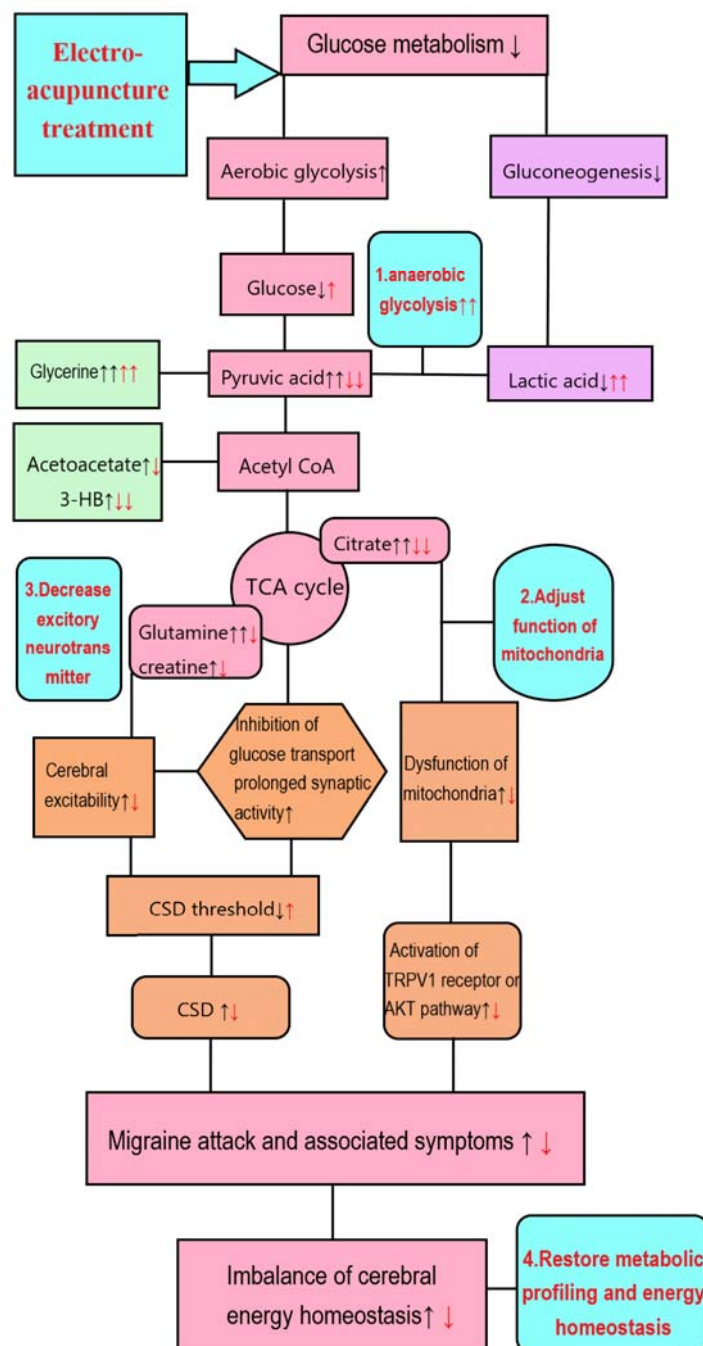 Electro-
acupuncture
treatment
Glucose metabolism ↓
Aerobic glycolysis↑
Gluconeogenesis↓
Glucose↓↑
1.anaerobic
glycolysis↑↑
Glycerine↑↑↑↑
Pyruvic acid↑↑↓↓
Lactic acid↓↑↑
Acetoacetate↑↓
3-HB↑↓↓
Acetyl CoA
Citrate↑↑↓↓
TCA cycle
3.Decrease
excitory
neurotrans
mitter
Glutamine↑↑↓
creatine↑↓
2.Adjust
function of
mitochondria
Cerebral
excitability↑↓
Inhibition of
glucose transport
prolonged synaptic
activity↑
Dysfunction of
mitochondria↑↓
CSD threshold↓↑
CSD ↑↓
Activation of
TRPV1 receptor or
AKT pathway↑↓
Migraine attack and associated symptoms ↑ ↓
Imbalance of cerebral
energy homeostasis↑ ↓
4.Restore metabolic
profiling and energy
homeostasis